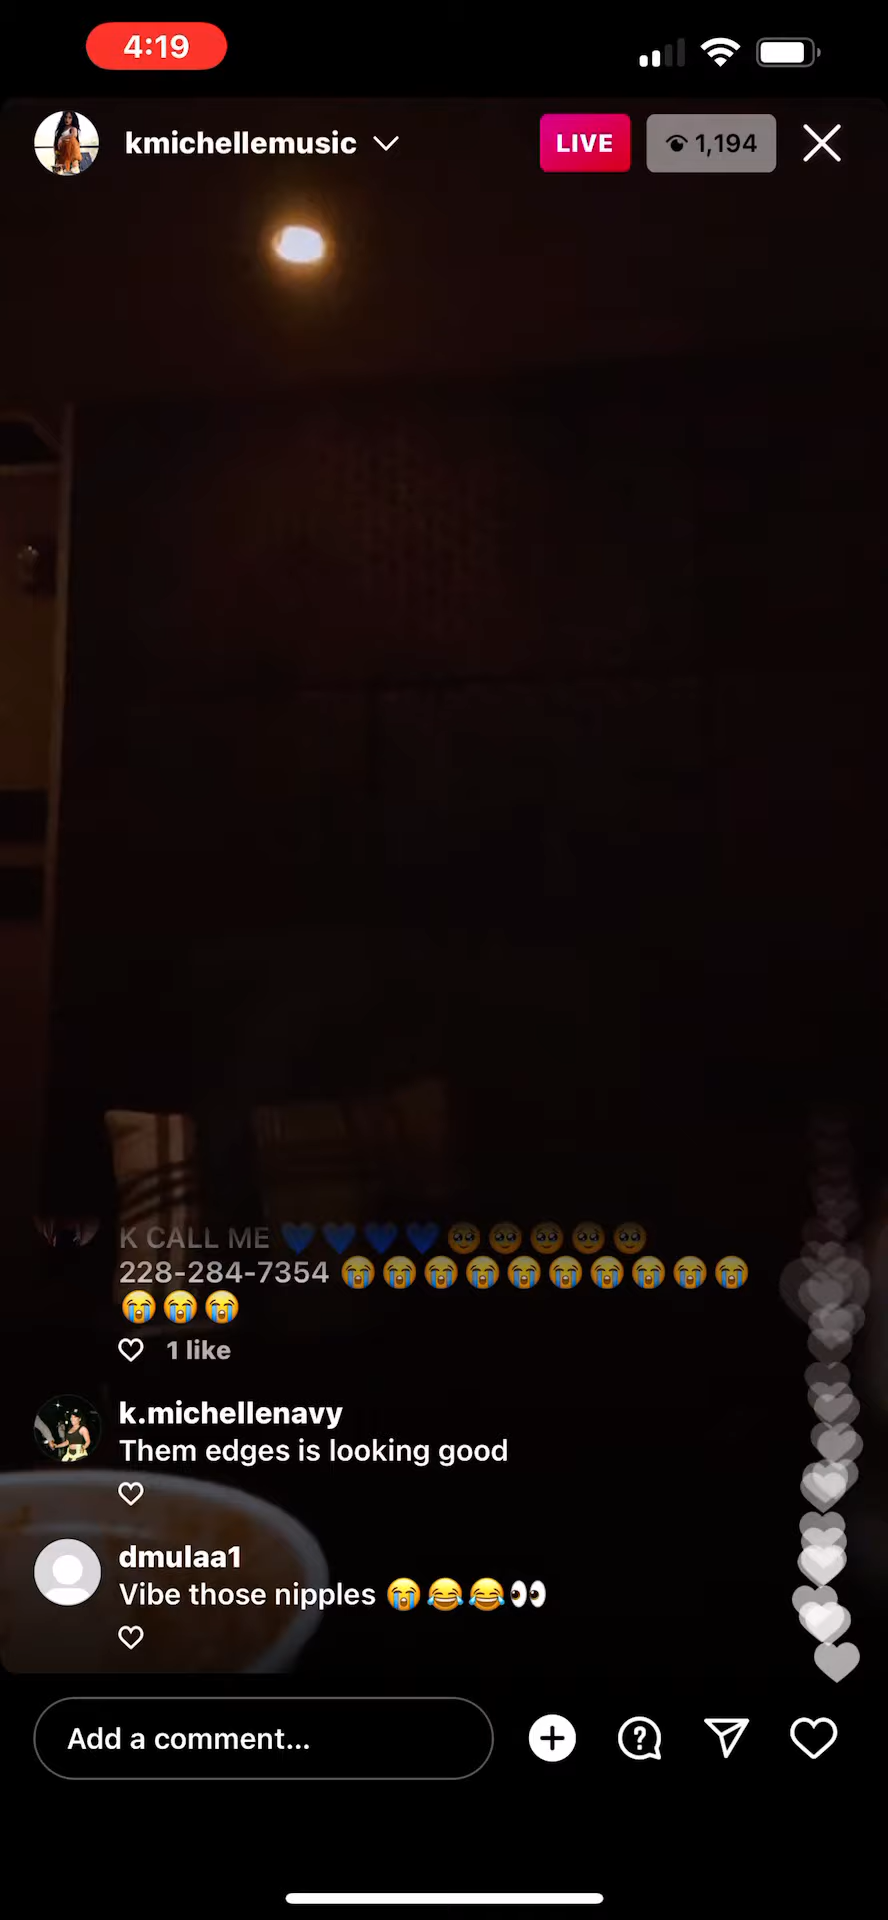 4:19
kmichellemusic
LIVE
1,194
K CALL ME 💙💙💙💙🥹🥹🥹🥹🥹
228-284-7354 😭😭😭😭😭😭😭😭😭😭
😭😭😭
1 like
k.michellenavy
Them edges is looking good
dmulaa1
Vibe those nipples 😭😂😂👀
Add a comment...